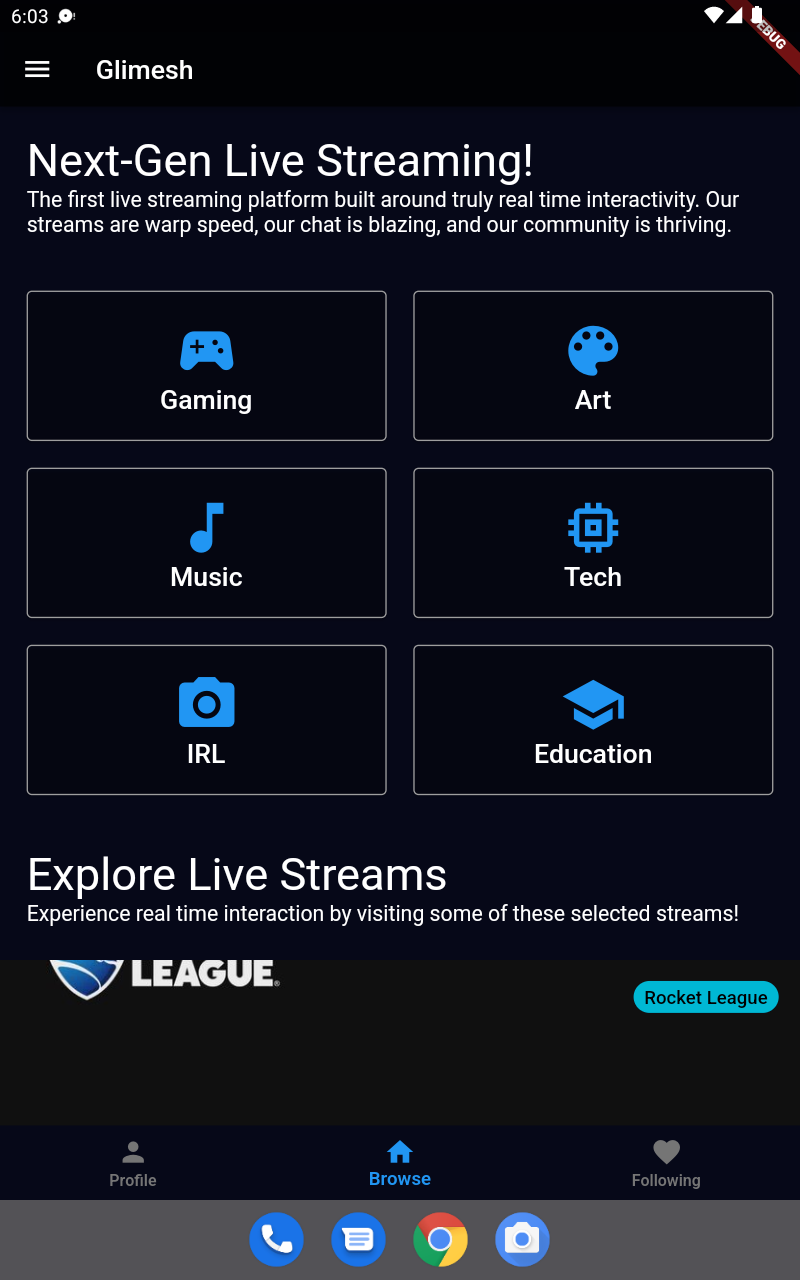 6:03
DEBUG
Glimesh
Next-Gen Live Streaming!
The first live streaming platform built around truly real time interactivity. Our
streams are warp speed, our chat is blazing, and our community is thriving.
Gaming
Art
Music
Tech
IRL
Education
Explore Live Streams
Experience real time interaction by visiting some of these selected streams!
LEAGUE®
Rocket League
Profile
Browse
Following